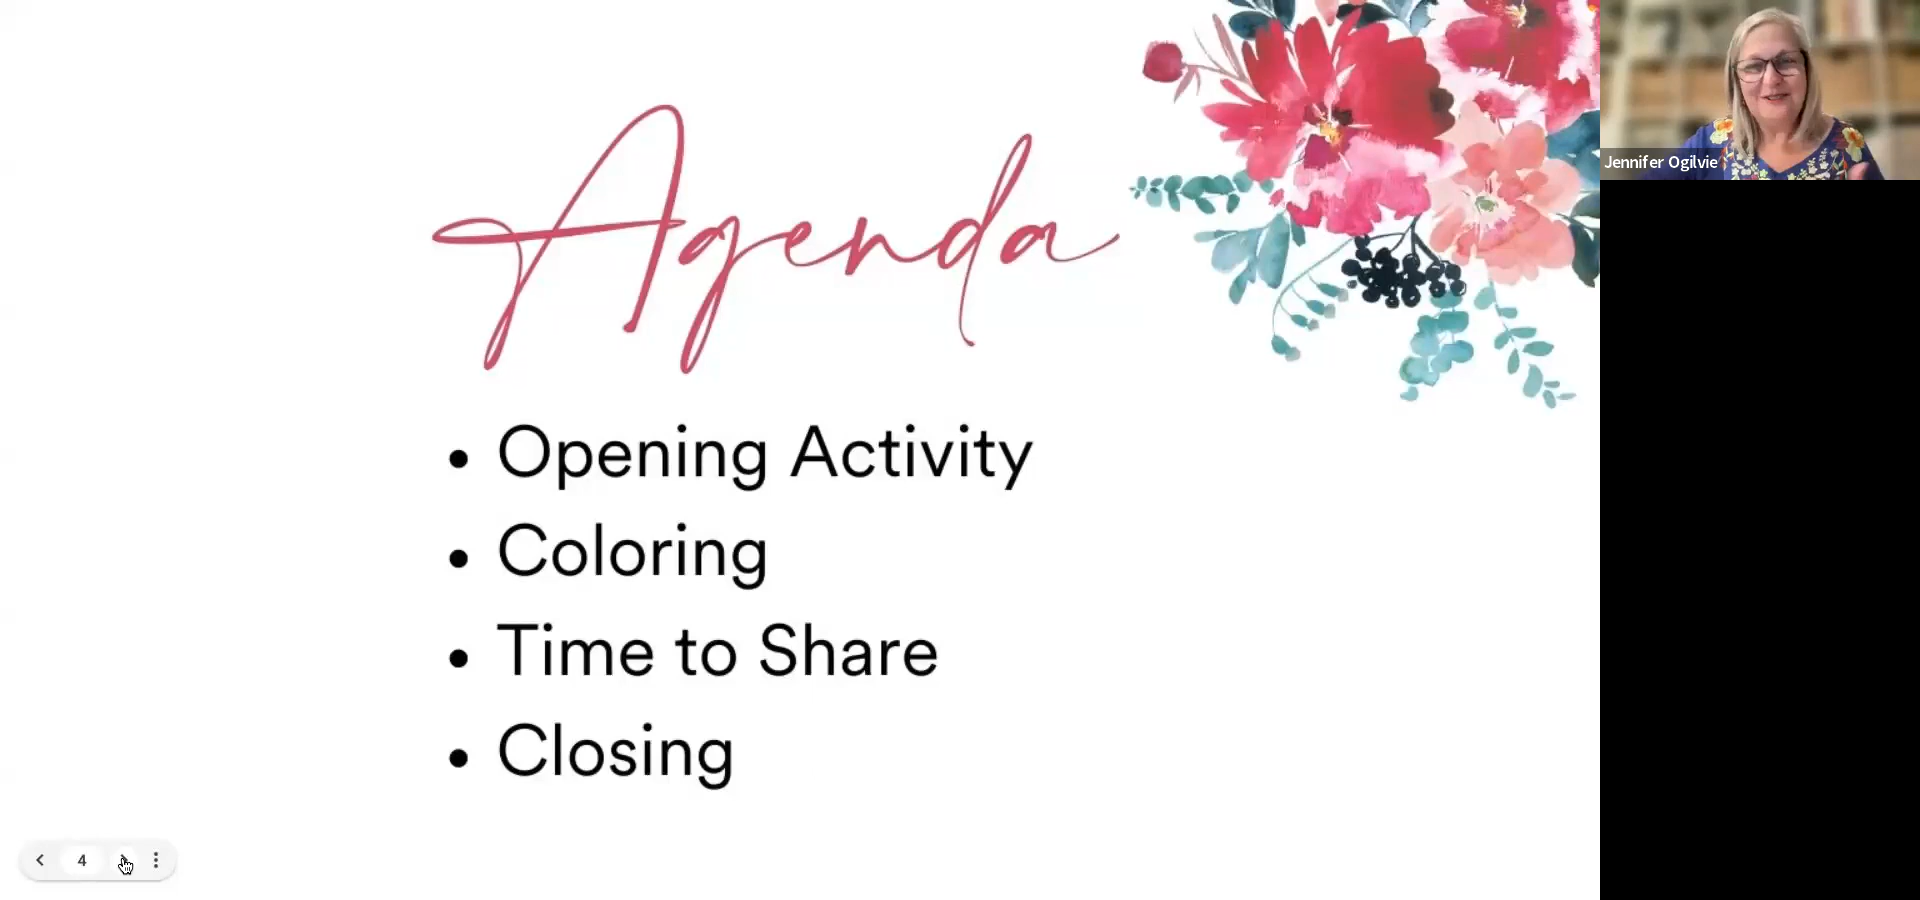 Agenda
• Opening Activity
• Coloring
• Time to Share
• Closing
Jennifer Ogilvie
4